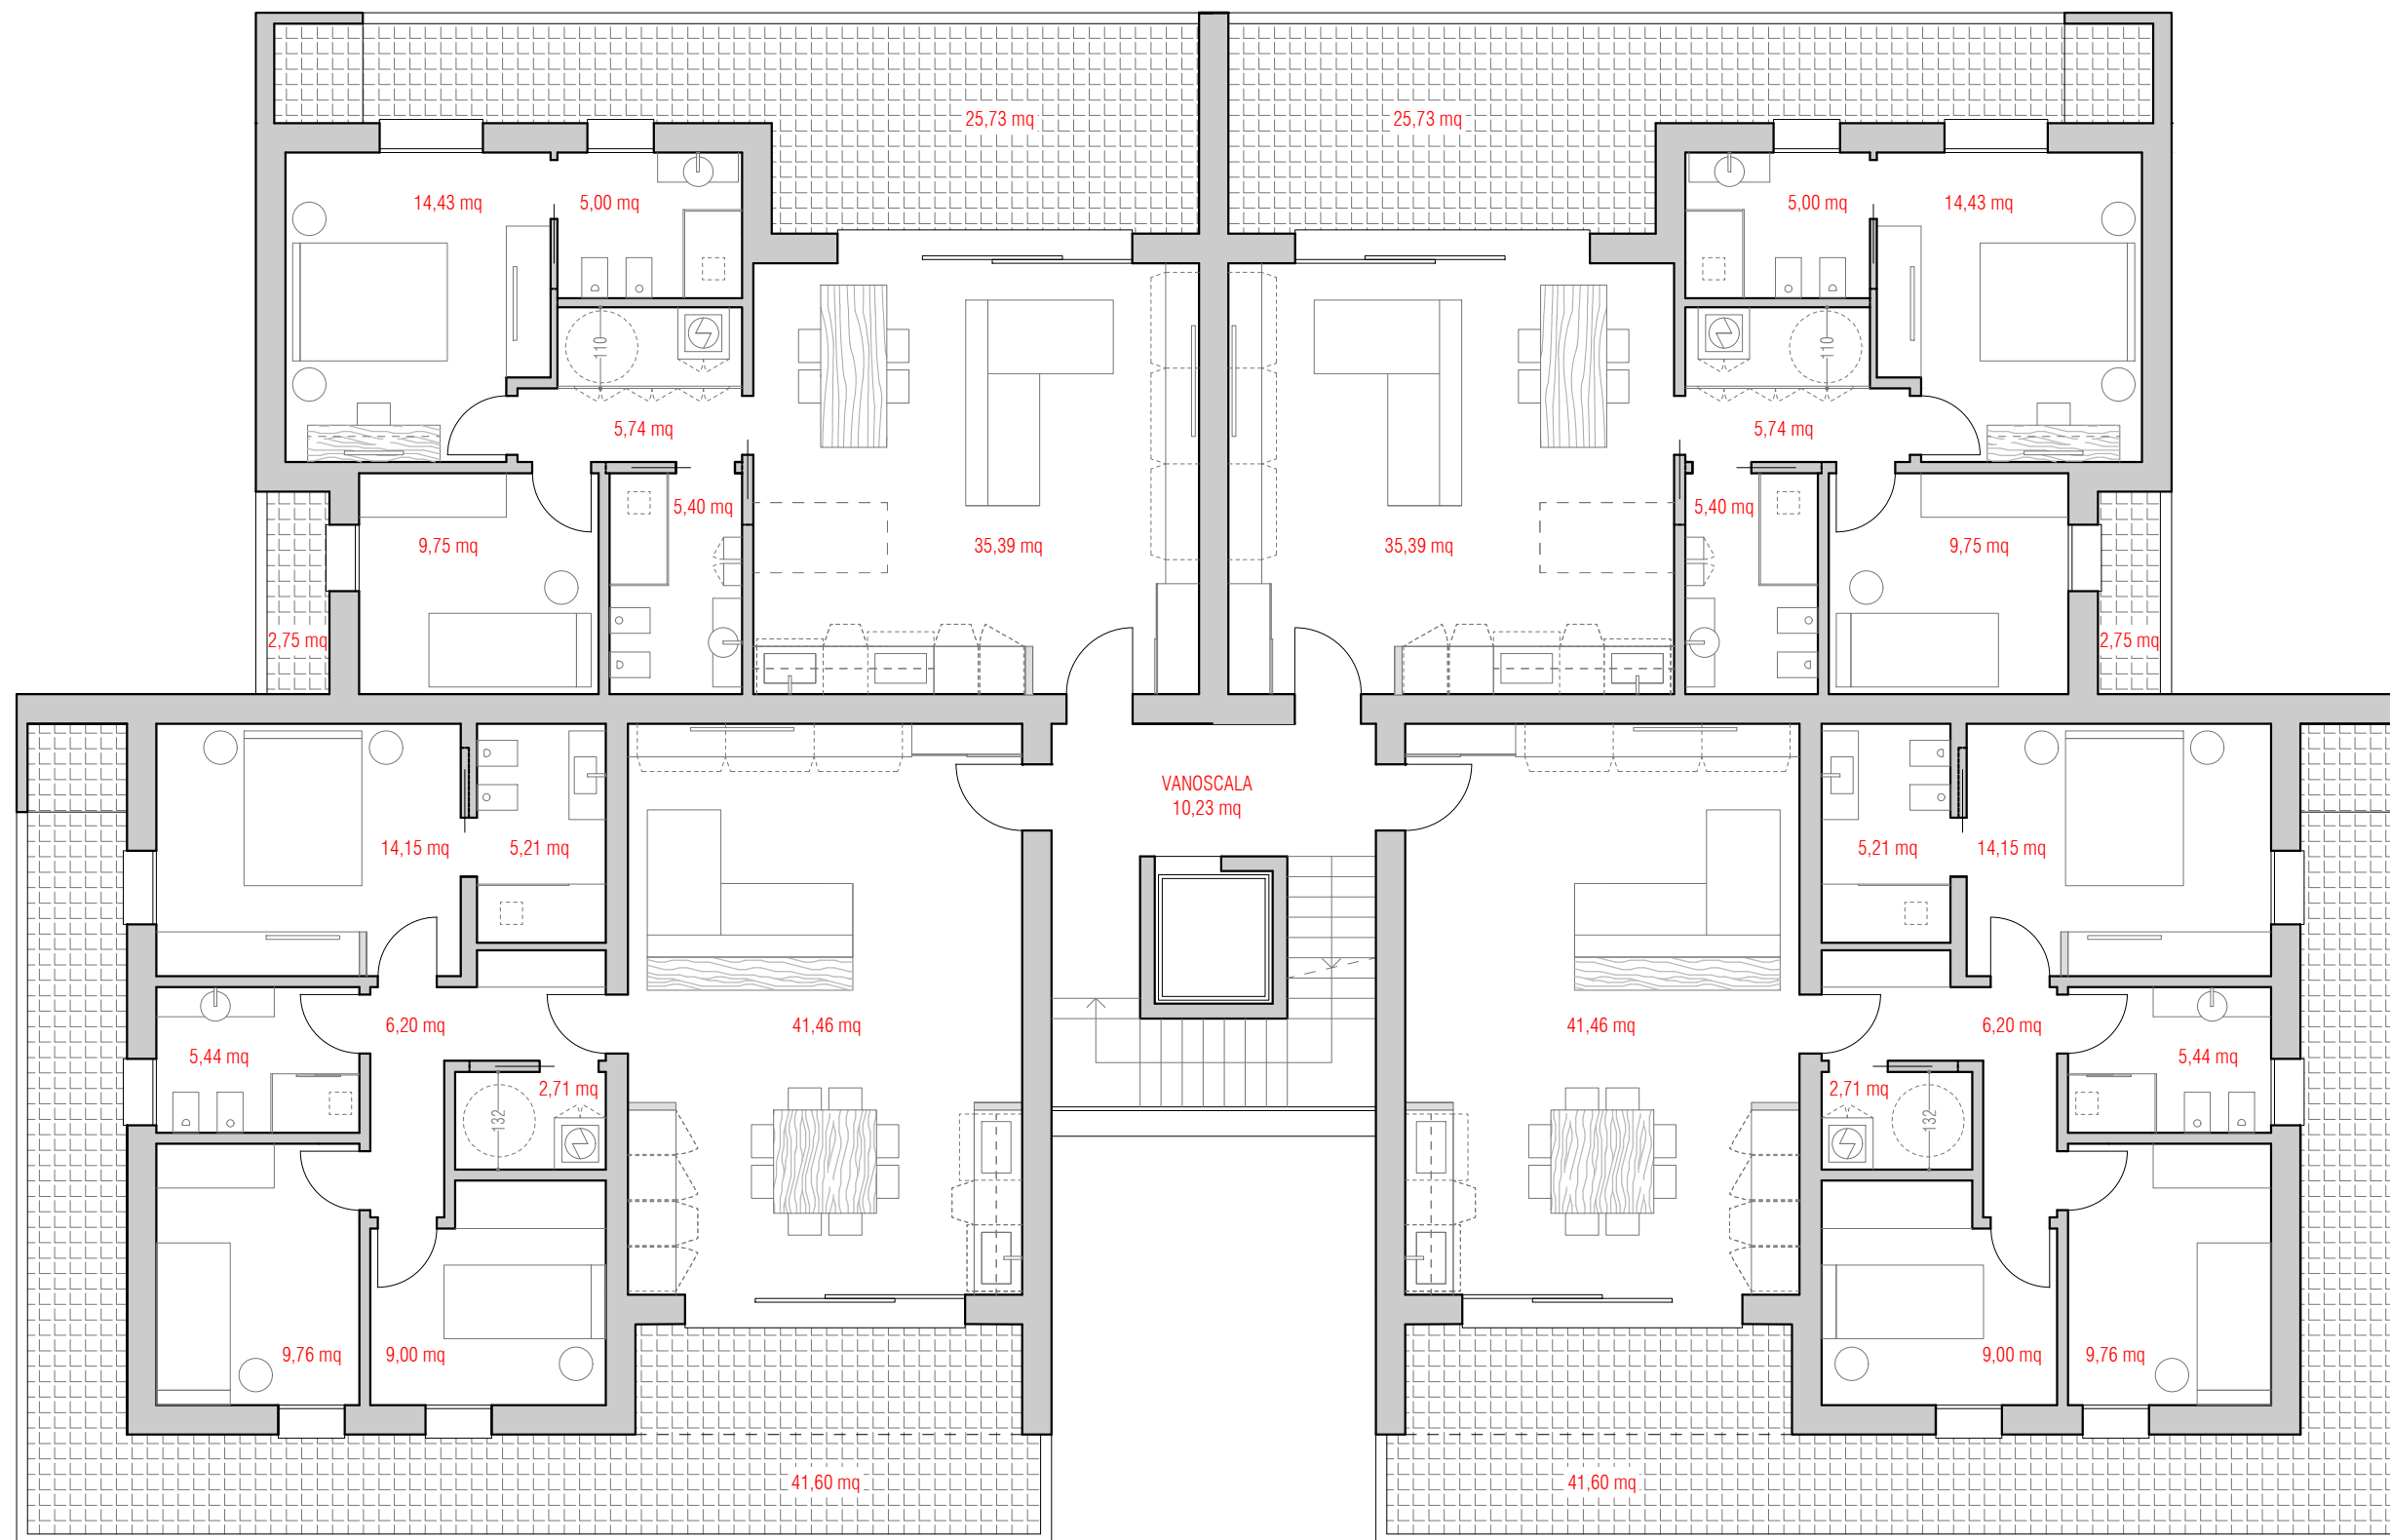 25,73 mq
25,73 mq
14,43 mq
5,00 mq
5,00 mq
14,43 mq
110
110
5,74 mq
5,74 mq
5,40 mq
5,40 mq
9,75 mq
35,39 mq
35,39 mq
9,75 mq
2,75 mq
2,75 mq
VANOSCALA
10,23 mq
14,15 mq
5,21 mq
5,21 mq
14,15 mq
6,20 mq
41,46 mq
41,46 mq
6,20 mq
5,44 mq
5,44 mq
2,71 mq
2,71 mq
132
132
9,76 mq
9,00 mq
9,00 mq
9,76 mq
41,60 mq
41,60 mq